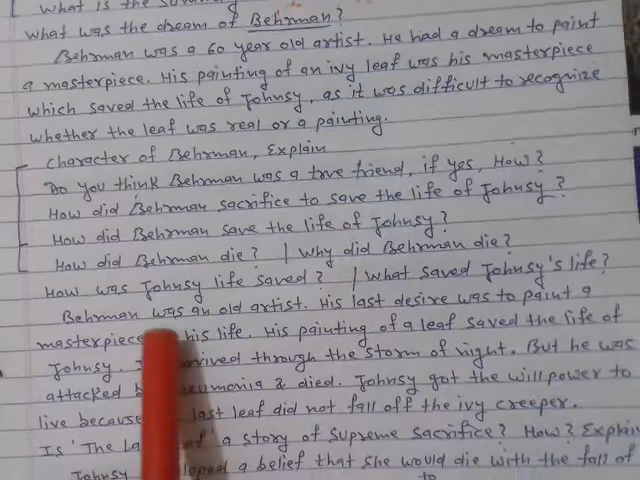 What is the
What was the dream of Behrman?
Behrman was a 60 year old artist. He had a dream to paint
a masterpiece. His painting of an ivy leaf was his masterpiece
which saved the life of Johnsy, as it was difficult to recognize
whether the leaf was real or a painting.
Character of Behrman, Explain
Do you think Behrman was a true friend, if yes, How?
How did Behrman sacrifice to save the life of Johnsy?
How did Behrman save the life of Johnsy?
How did Behrman die? / Why did Behrman die?
How was Johnsy life saved? / What saved Johnsy's life?
Behrman was an old artist. His last desire was to paint a
masterpiece his life. His painting of a leaf saved the life of
Johnsy. through the storm of night. But he was
attacked & died. Johnsy got the willpower to
live because last leaf did not fall off the ivy creeper.
Is 'The a story of supreme sacrifice? How? Explain
Johnsy a belief that she would die with the fall of
to